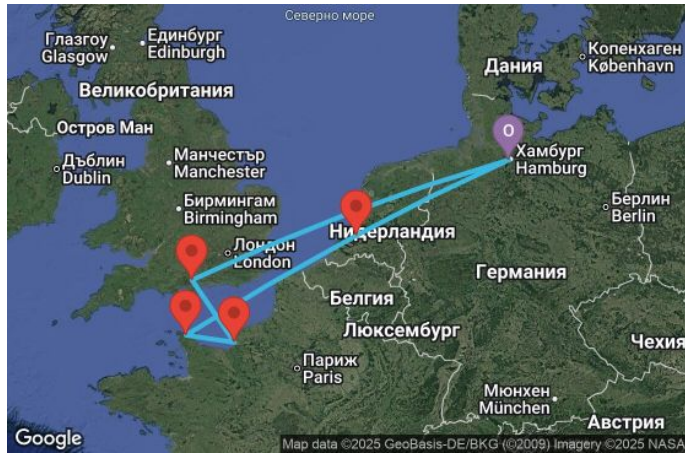 Северно море
Глазгоу
Glasgow
Единбург
Edinburgh
Великобритания
Остров Ман
Дъблин
Dublin
Манчестър
Manchester
Бирмингам
Birmingham
Лондон
London
Дания
Копенхаген
København
O
Хамбург
Hamburg
Берлин
Berlin
Нидерландия
Германия
Белгия
Люксембург
Париж
Paris
Чехия
Мюнхен
München
Австрия
Google
Map data ©2025 GeoBasis-DE/BKG (©2009) Imagery ©2025 NASA